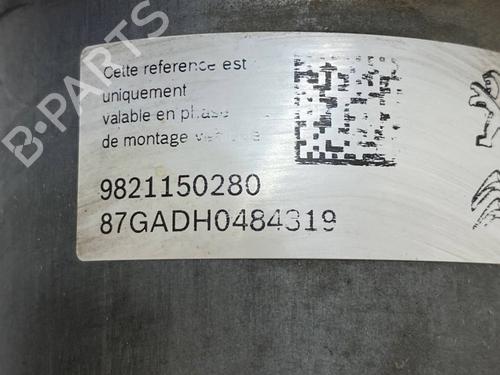 Cette reference est
uniquement
valable en phase
de montage
9821150280
87GADH0484319
B-PARTS